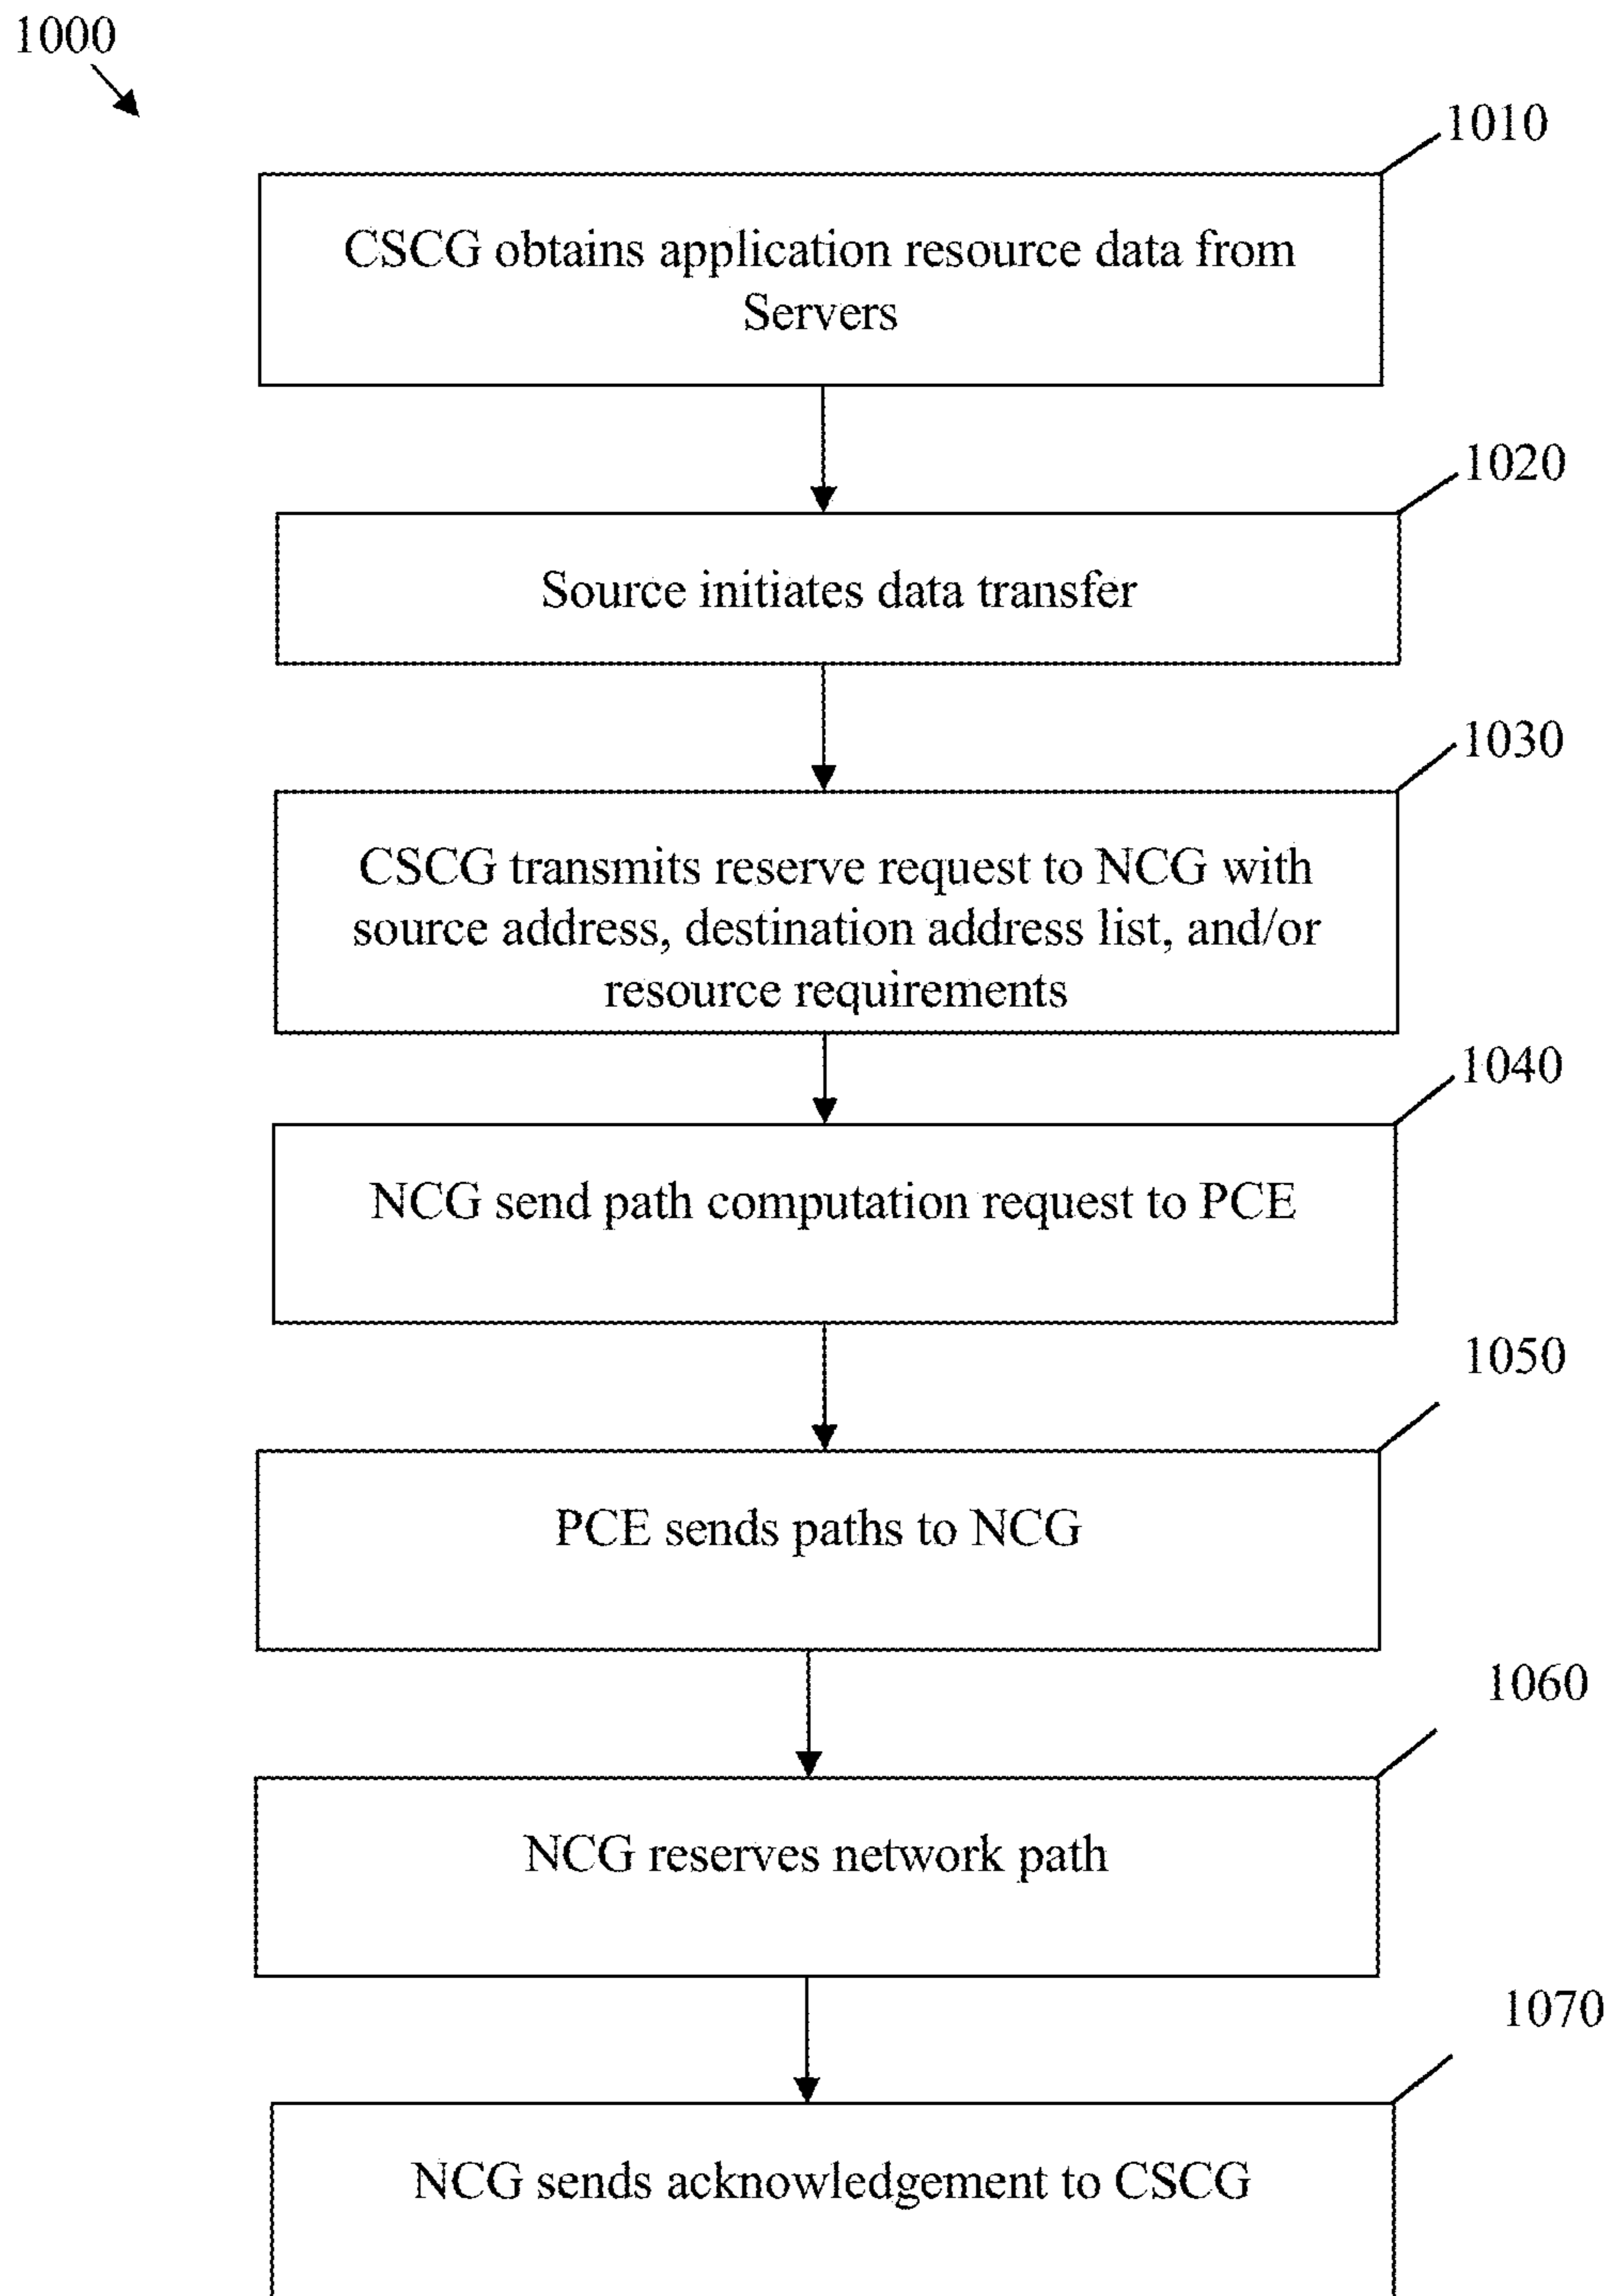 1000
1010
CSCG obtains application resource data from
Servers
1020
Source initiates data transfer
1030
CSCG transmits reserve request to NCG with
source address, destination address list, and/or
resource requirements
1040
NCG send path computation request to PCE
1050
PCE sends paths to NCG
1060
NCG reserves network path
1070
NCG sends acknowledgement to CSCG